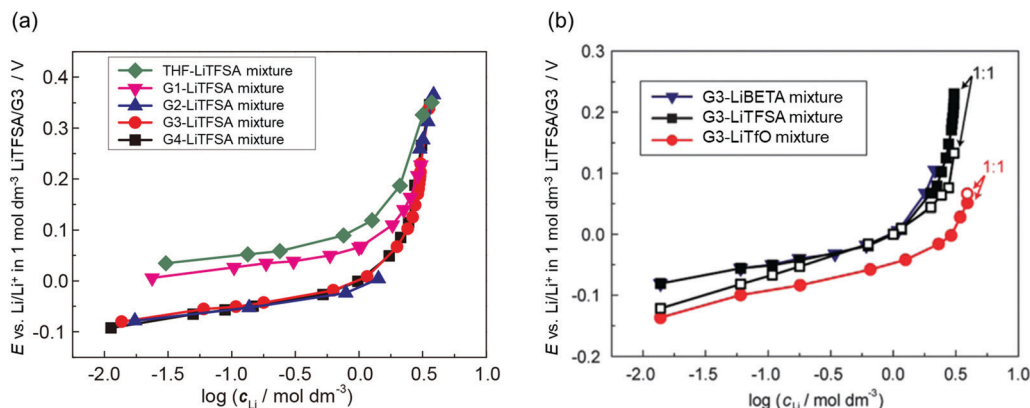 (a)
E vs. Li/Li⁺ in 1 mol dm⁻³ LiTFSA/G3 / V
0.4
0.3
0.2
0.1
0.0
-0.1
THF-LiTFSA mixture
G1-LiTFSA mixture
G2-LiTFSA mixture
G3-LiTFSA mixture
G4-LiTFSA mixture
-2.0 -1.5 -1.0 -0.5 0.0 0.5 1.0
log (cLi / mol dm⁻³)
(b)
E vs. Li/Li⁺ in 1 mol dm⁻³ LiTFSA/G3 / V
0.3
0.2
0.1
0.0
-0.1
-0.2
G3-LiBETA mixture
G3-LiTFSA mixture
G3-LiTfO mixture
1:1
1:1
-2.0 -1.5 -1.0 -0.5 0.0 0.5 1.0
log (cLi / mol dm⁻³)